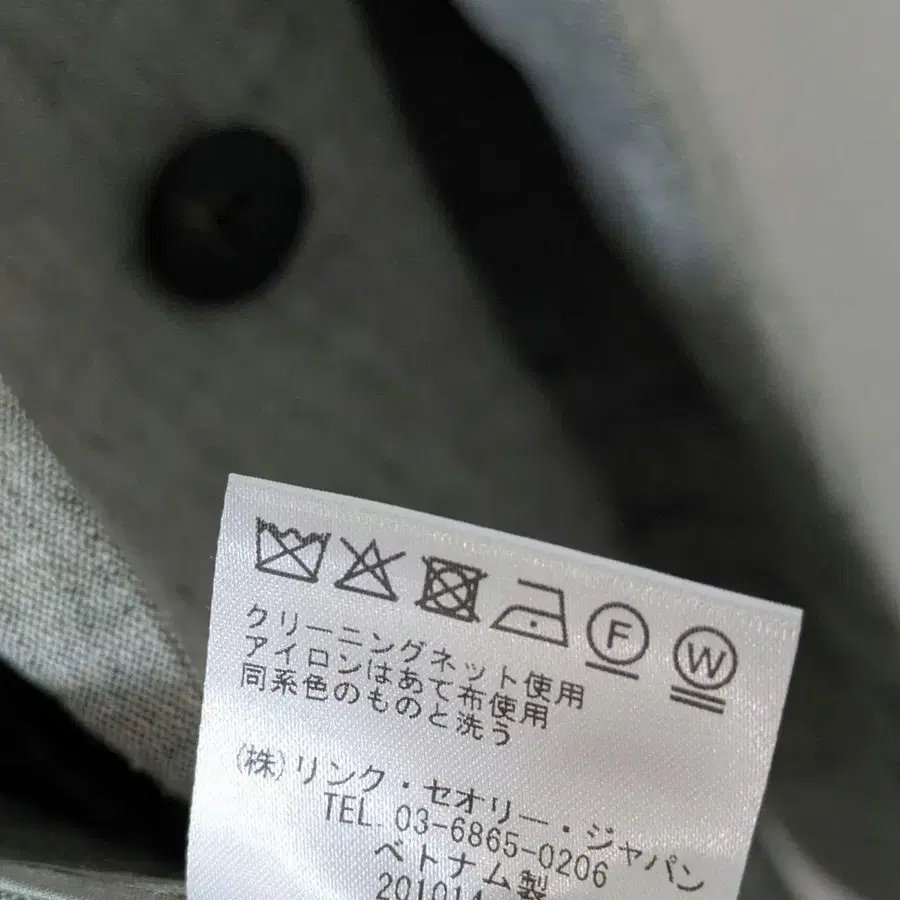 F W
クリーニングネット使用
アイロンはあて布使用
同系色のものと洗う
(株)リンク・セオリー・ジャパン
TEL. 03-6865-0206
ベトナム製
201014